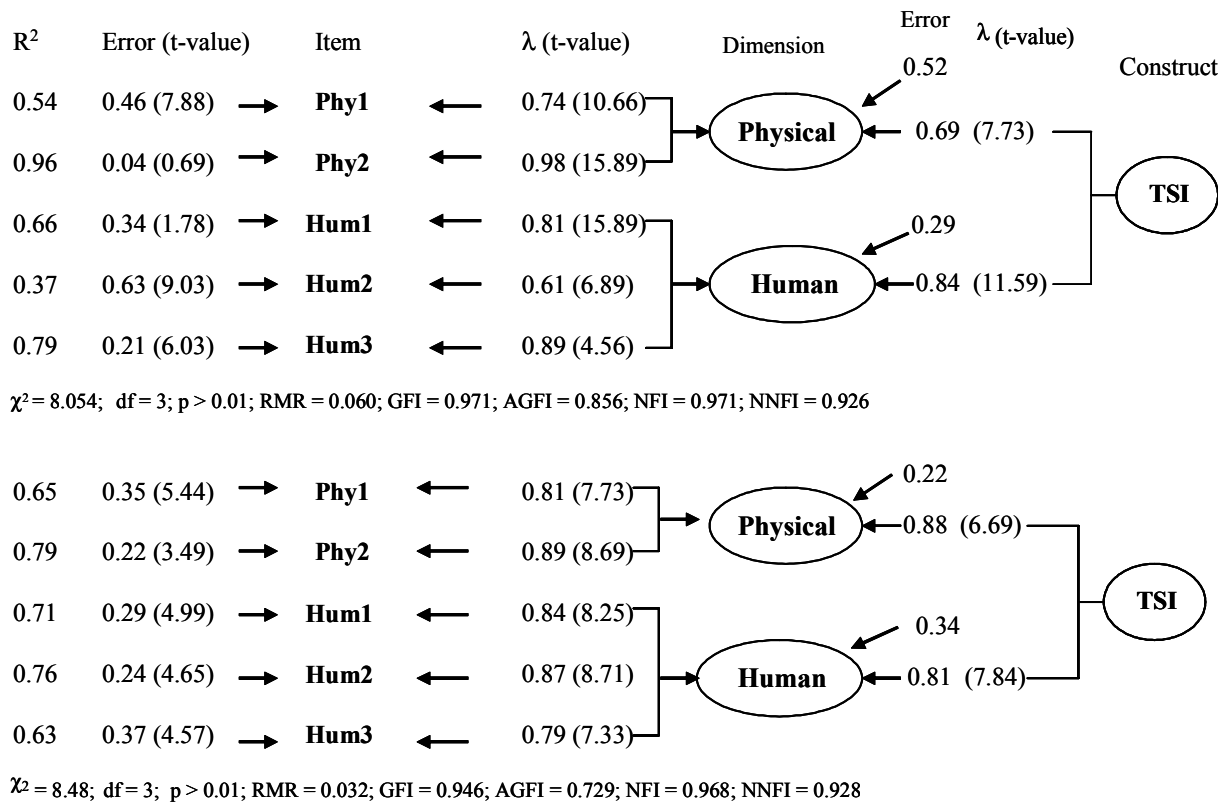 R² Error (t-value) Item λ (t-value) Dimension Error λ (t-value) Construct
0.52
0.54 0.46 (7.88) Phy1 0.74 (10.66) Physical 0.69 (7.73)
0.96 0.04 (0.69) Phy2 0.98 (15.89)
TSI
0.66 0.34 (1.78) Hum1 0.81 (15.89) 0.29
0.37 0.63 (9.03) Hum2 0.61 (6.89) Human 0.84 (11.59)
0.79 0.21 (6.03) Hum3 0.89 (4.56)
χ² = 8.054; df = 3; p > 0.01; RMR = 0.060; GFI = 0.971; AGFI = 0.856; NFI = 0.971; NNFI = 0.926
0.22
0.65 0.35 (5.44) Phy1 0.81 (7.73) Physical 0.88 (6.69)
0.79 0.22 (3.49) Phy2 0.89 (8.69)
TSI
0.71 0.29 (4.99) Hum1 0.84 (8.25) 0.34
0.76 0.24 (4.65) Hum2 0.87 (8.71) Human 0.81 (7.84)
0.63 0.37 (4.57) Hum3 0.79 (7.33)
χ₂ = 8.48; df = 3; p > 0.01; RMR = 0.032; GFI = 0.946; AGFI = 0.729; NFI = 0.968; NNFI = 0.928